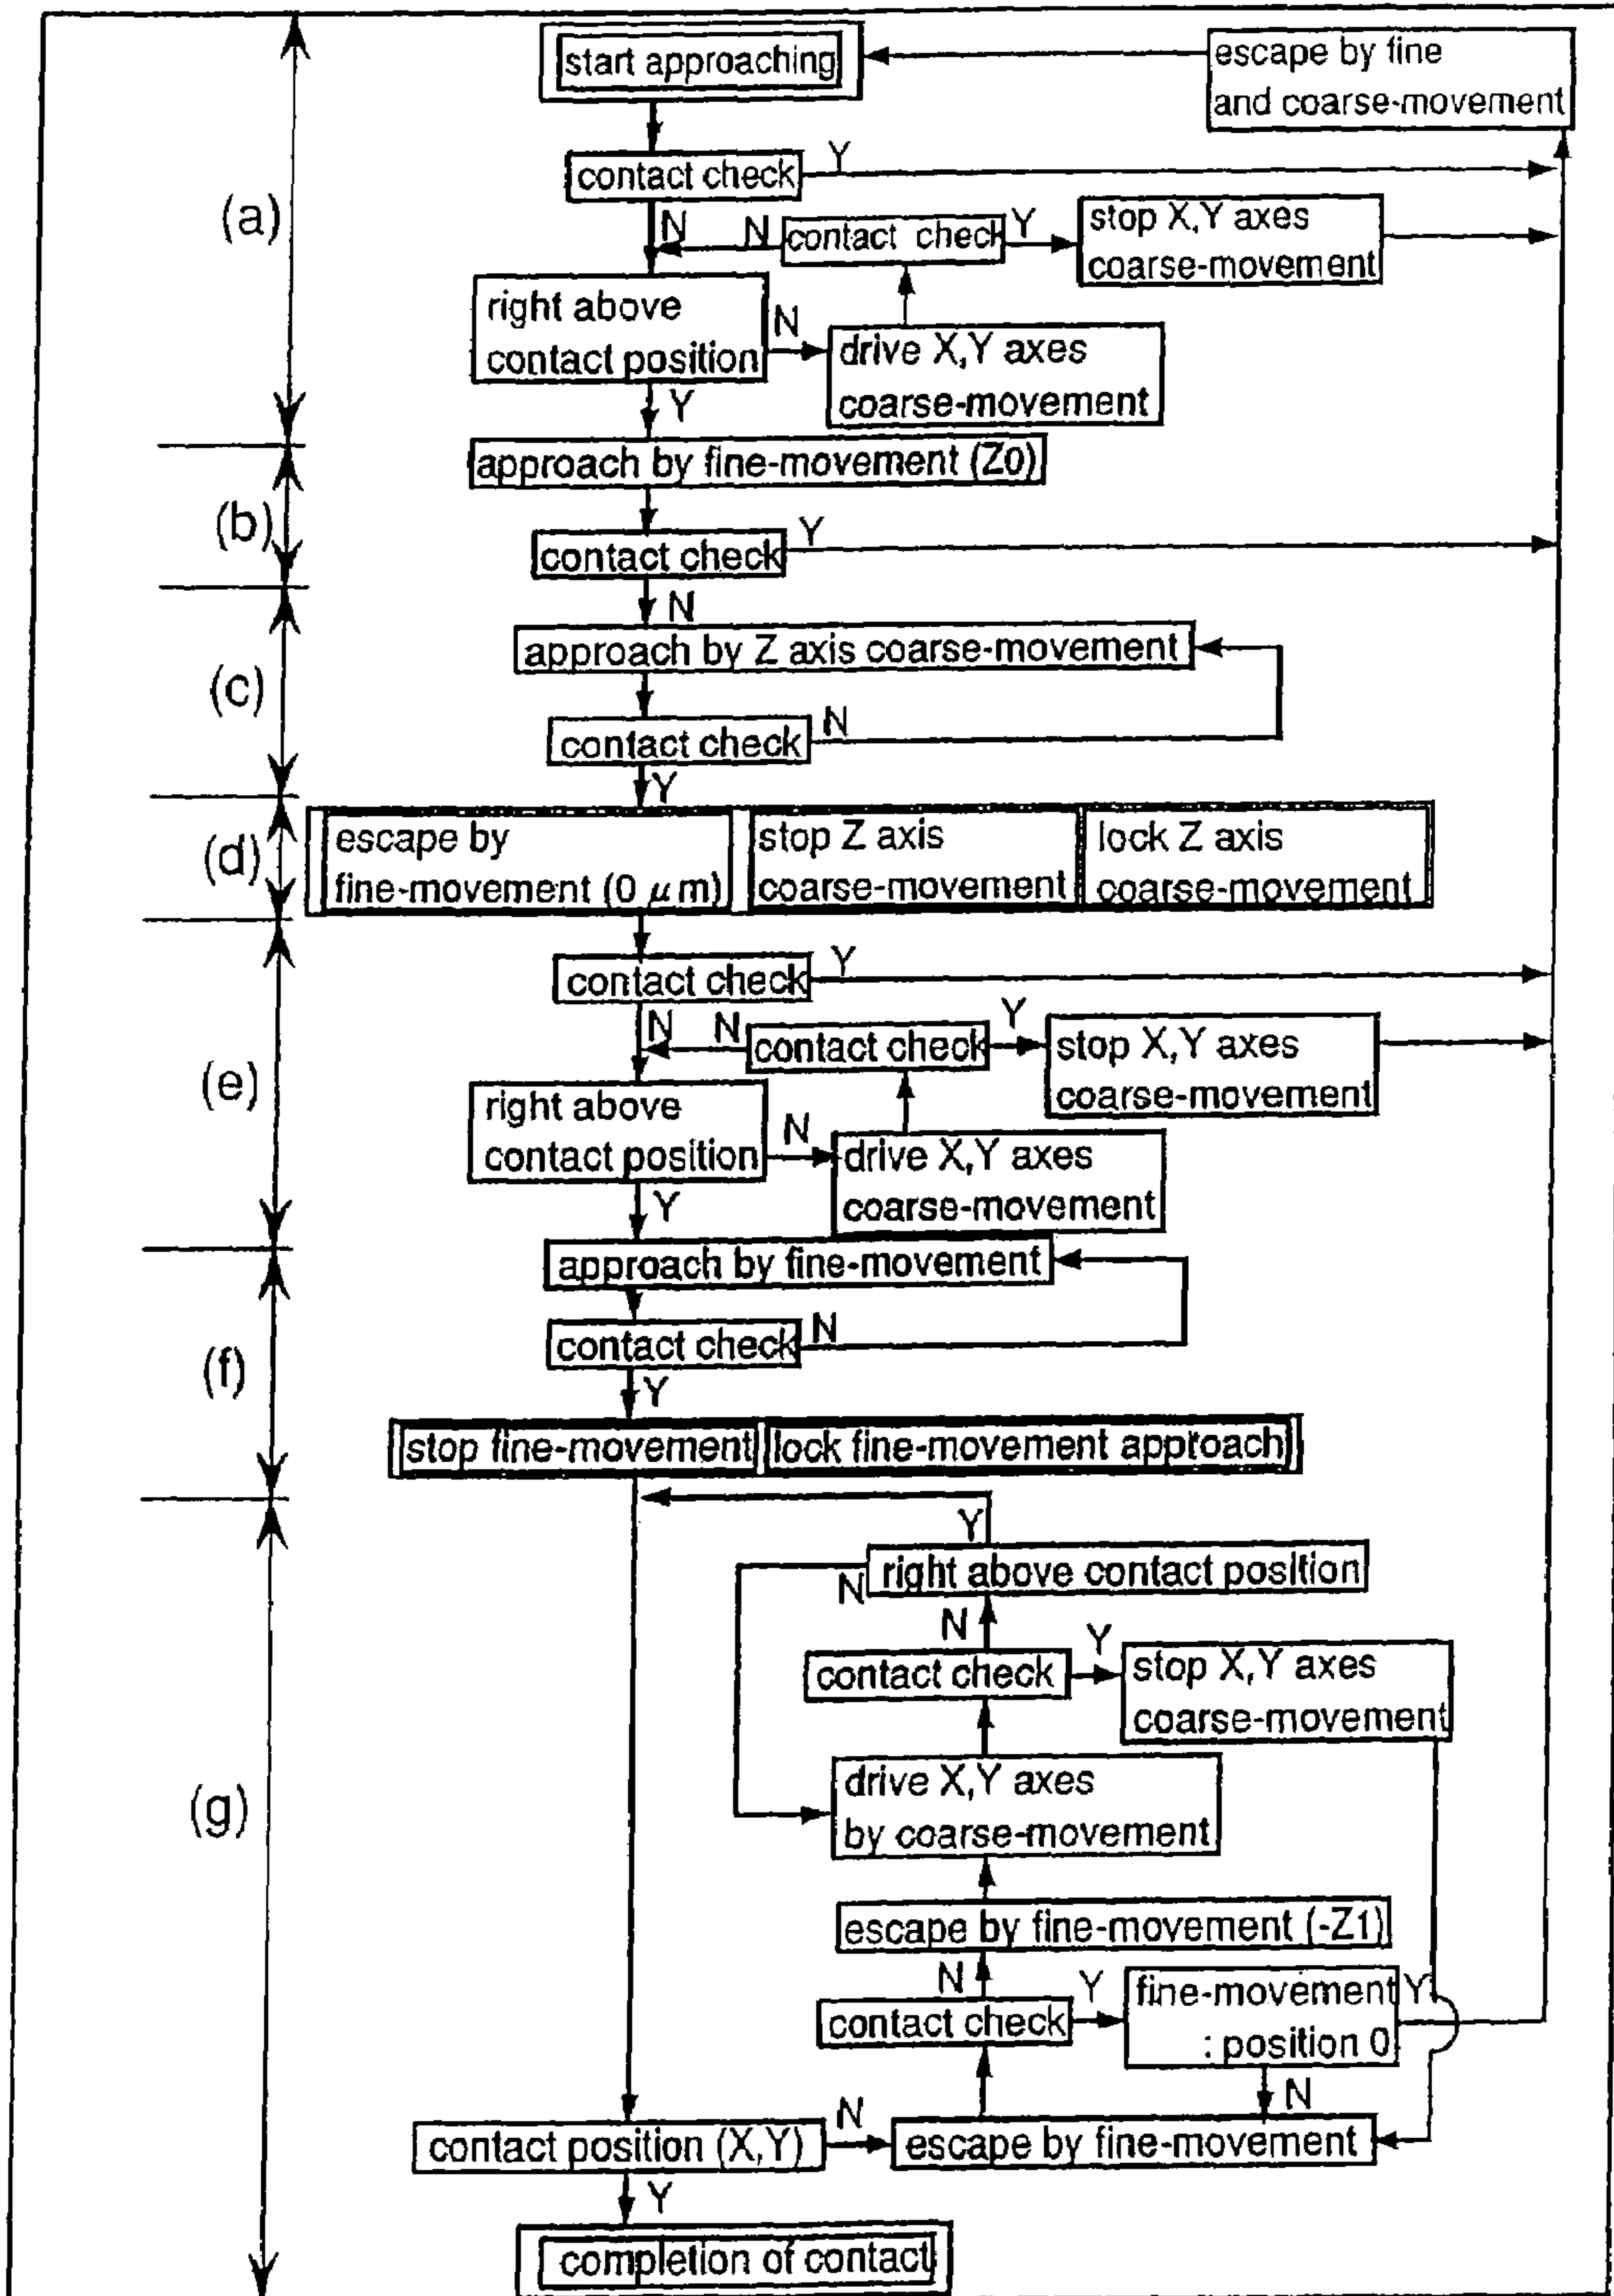 start approaching
escape by fine
and coarse-movement
contact check
Y
(a)
N
N
contact check
Y
stop X,Y axes
coarse-movement
right above
contact position
N
drive X,Y axes
coarse-movement
Y
approach by fine-movement (Z0)
(b)
contact check
Y
N
approach by Z axis coarse-movement
(c)
contact check
N
Y
(d)
escape by
fine-movement (0 μm)
stop Z axis
coarse-movement
lock Z axis
coarse-movement
contact check
Y
(e)
N
N
contact check
Y
stop X,Y axes
coarse-movement
right above
contact position
N
drive X,Y axes
coarse-movement
Y
approach by fine-movement
(f)
contact check
N
Y
stop fine-movement
lock fine-movement approach
Y
right above contact position
N
N
contact check
Y
stop X,Y axes
coarse-movement
(g)
drive X,Y axes
by coarse-movement
escape by fine-movement (-Z1)
N
contact check
Y
fine-movement
: position 0
Y
N
contact position (X,Y)
N
escape by fine-movement
Y
completion of contact